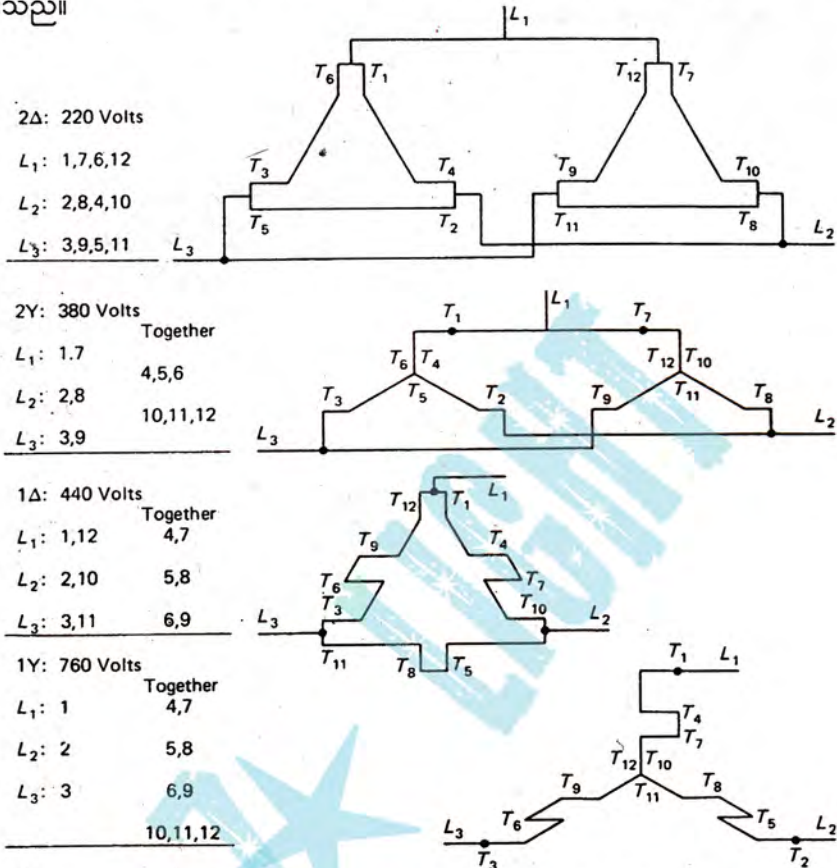 သည်။
L₁
T₆ T₁ T₁₂ T₇
2Δ: 220 Volts
L₁: 1,7,6,12
T₃ T₄ T₉ T₁₀
L₂: 2,8,4,10
T₅ T₂ T₁₁ T₈
L₂
L₃: 3,9,5,11
L₃
2Y: 380 Volts
Together
L₁
T₁ T₇
L₁: 1.7
4,5,6
T₆ T₄ T₁₂ T₁₀
T₃ T₅ T₂ T₉ T₁₁ T₈
L₂: 2,8
10,11,12
L₃: 3,9
L₃ L₂
1Δ: 440 Volts
Together
T₁₂ T₁ L₁
L₁: 1,12 4,7
T₉ T₄
L₂: 2,10 5,8
T₆ T₇
T₃ T₁₀
L₃: 3,11 6,9
L₃ L₂
T₁₁ T₈ T₅
1Y: 760 Volts
Together
T₁ L₁
L₁: 1 4,7
T₄
T₇
L₂: 2 5,8
T₁₂ T₁₀
T₉ T₁₁ T₈
L₃: 3 6,9
T₆ T₅
L₃ L₂
10,11,12
T₃ T₂
LIGHT